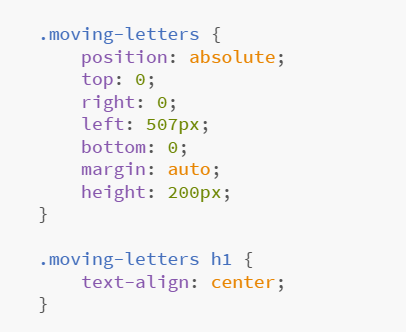 .moving-letters {
    position: absolute;
    top: 0;
    right: 0;
    left: 507px;
    bottom: 0;
    margin: auto;
    height: 200px;
}

.moving-letters h1 {
    text-align: center;
}